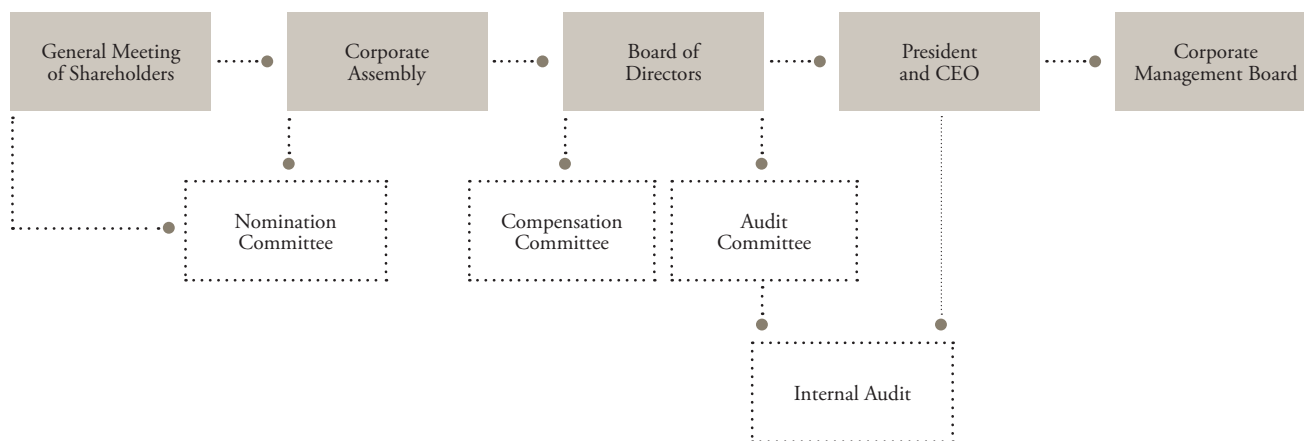 General Meeting
of Shareholders
Corporate
Assembly
Board of
Directors
President
and CEO
Corporate
Management Board
Nomination
Committee
Compensation
Committee
Audit
Committee
Internal Audit